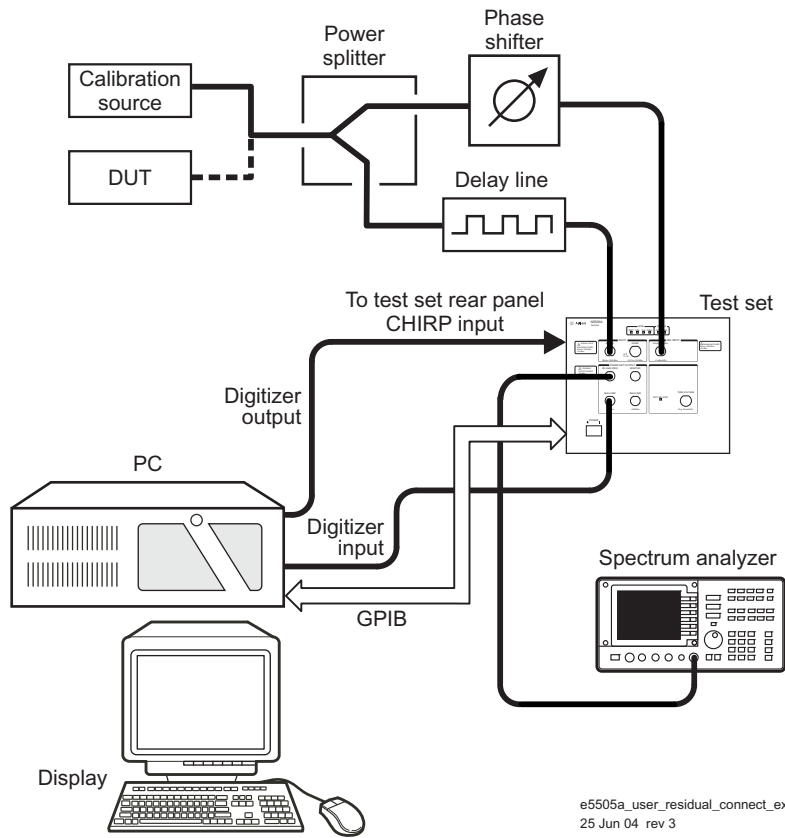 Power
splitter
Phase
shifter
Calibration
source
DUT
Delay line
To test set rear panel
CHIRP input
Test set
Digitizer
output
PC
Digitizer
input
GPIB
Spectrum analyzer
Display
e5505a_user_residual_connect_ex
25 Jun 04 rev 3